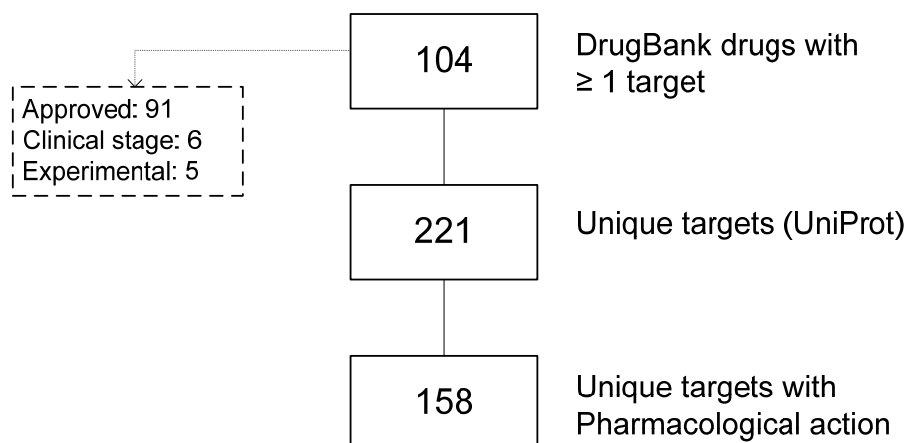 104
DrugBank drugs with
≥ 1 target
Approved: 91
Clinical stage: 6
Experimental: 5
221
Unique targets (UniProt)
158
Unique targets with
Pharmacological action